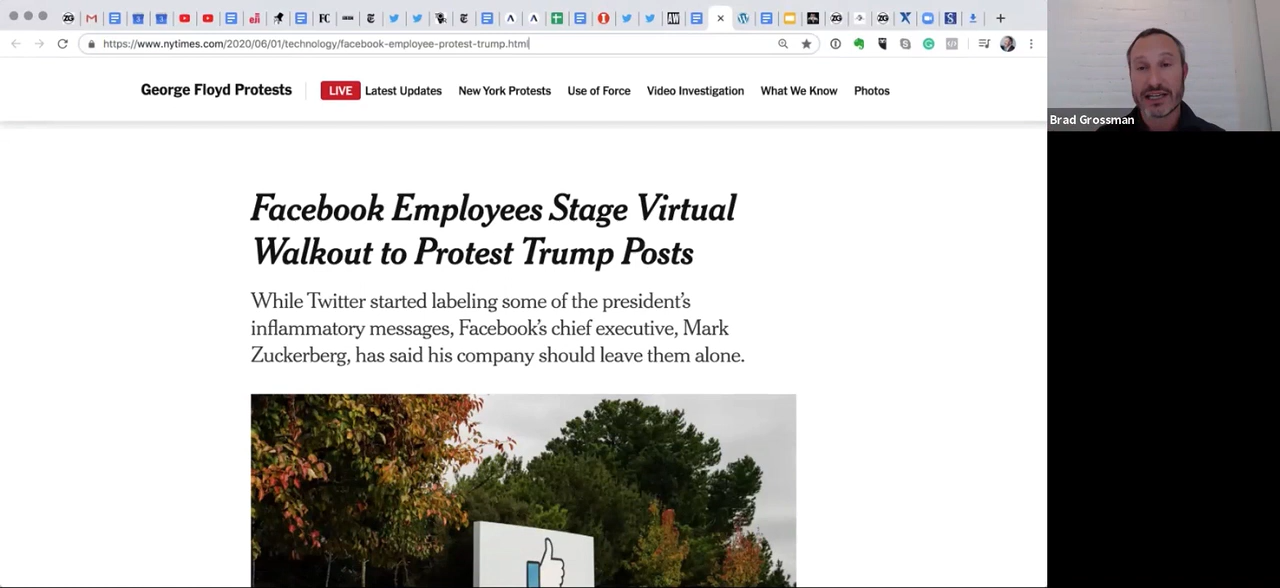 https://www.nytimes.com/2020/06/01/technology/facebook-employee-protest-trump.html
George Floyd Protests
LIVE Latest Updates New York Protests Use of Force Video Investigation What We Know Photos
Brad Grossman
Facebook Employees Stage Virtual
Walkout to Protest Trump Posts
While Twitter started labeling some of the president's
inflammatory messages, Facebook's chief executive, Mark
Zuckerberg, has said his company should leave them alone.